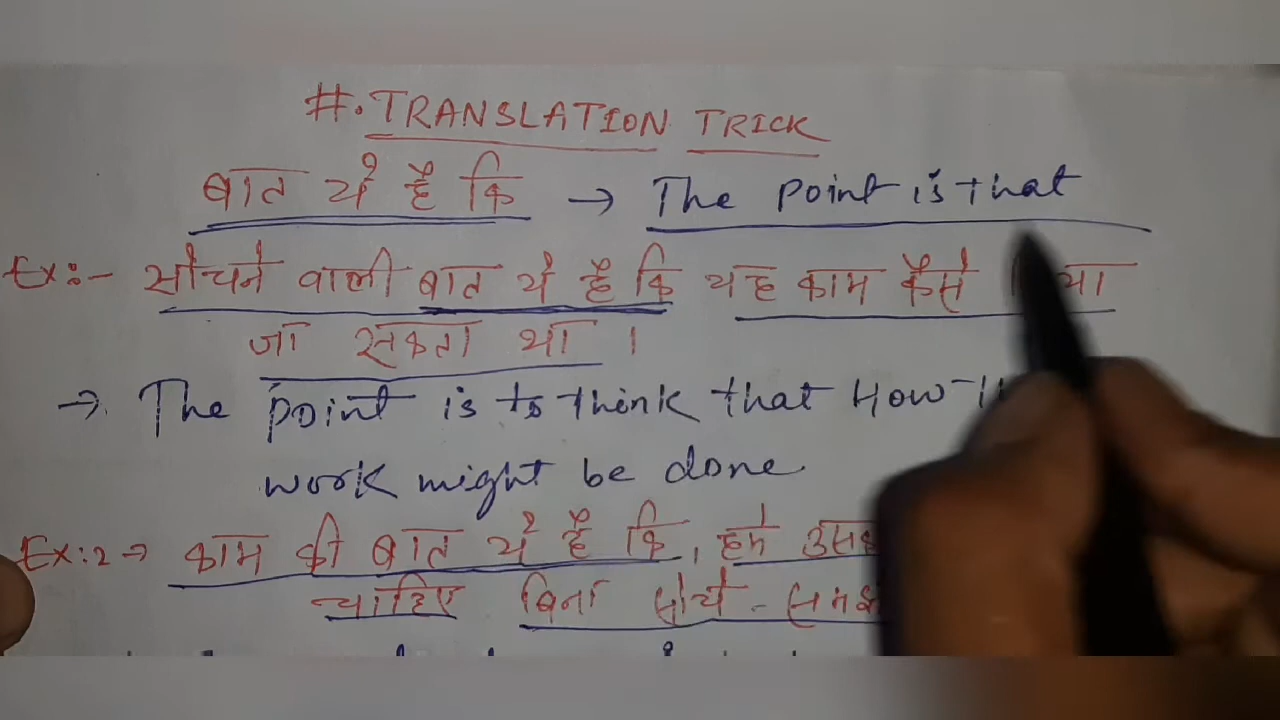 #. TRANSLATION TRICK
बात ये है कि → The Point is that
Ex:- सोचने वाली बात ये है कि यह काम कैसे
जा सकता था ।
→ The point is to think that How
work might be done
Ex:2→ काम की बात ये है कि, हमे
चाहिए बिना सोचे-